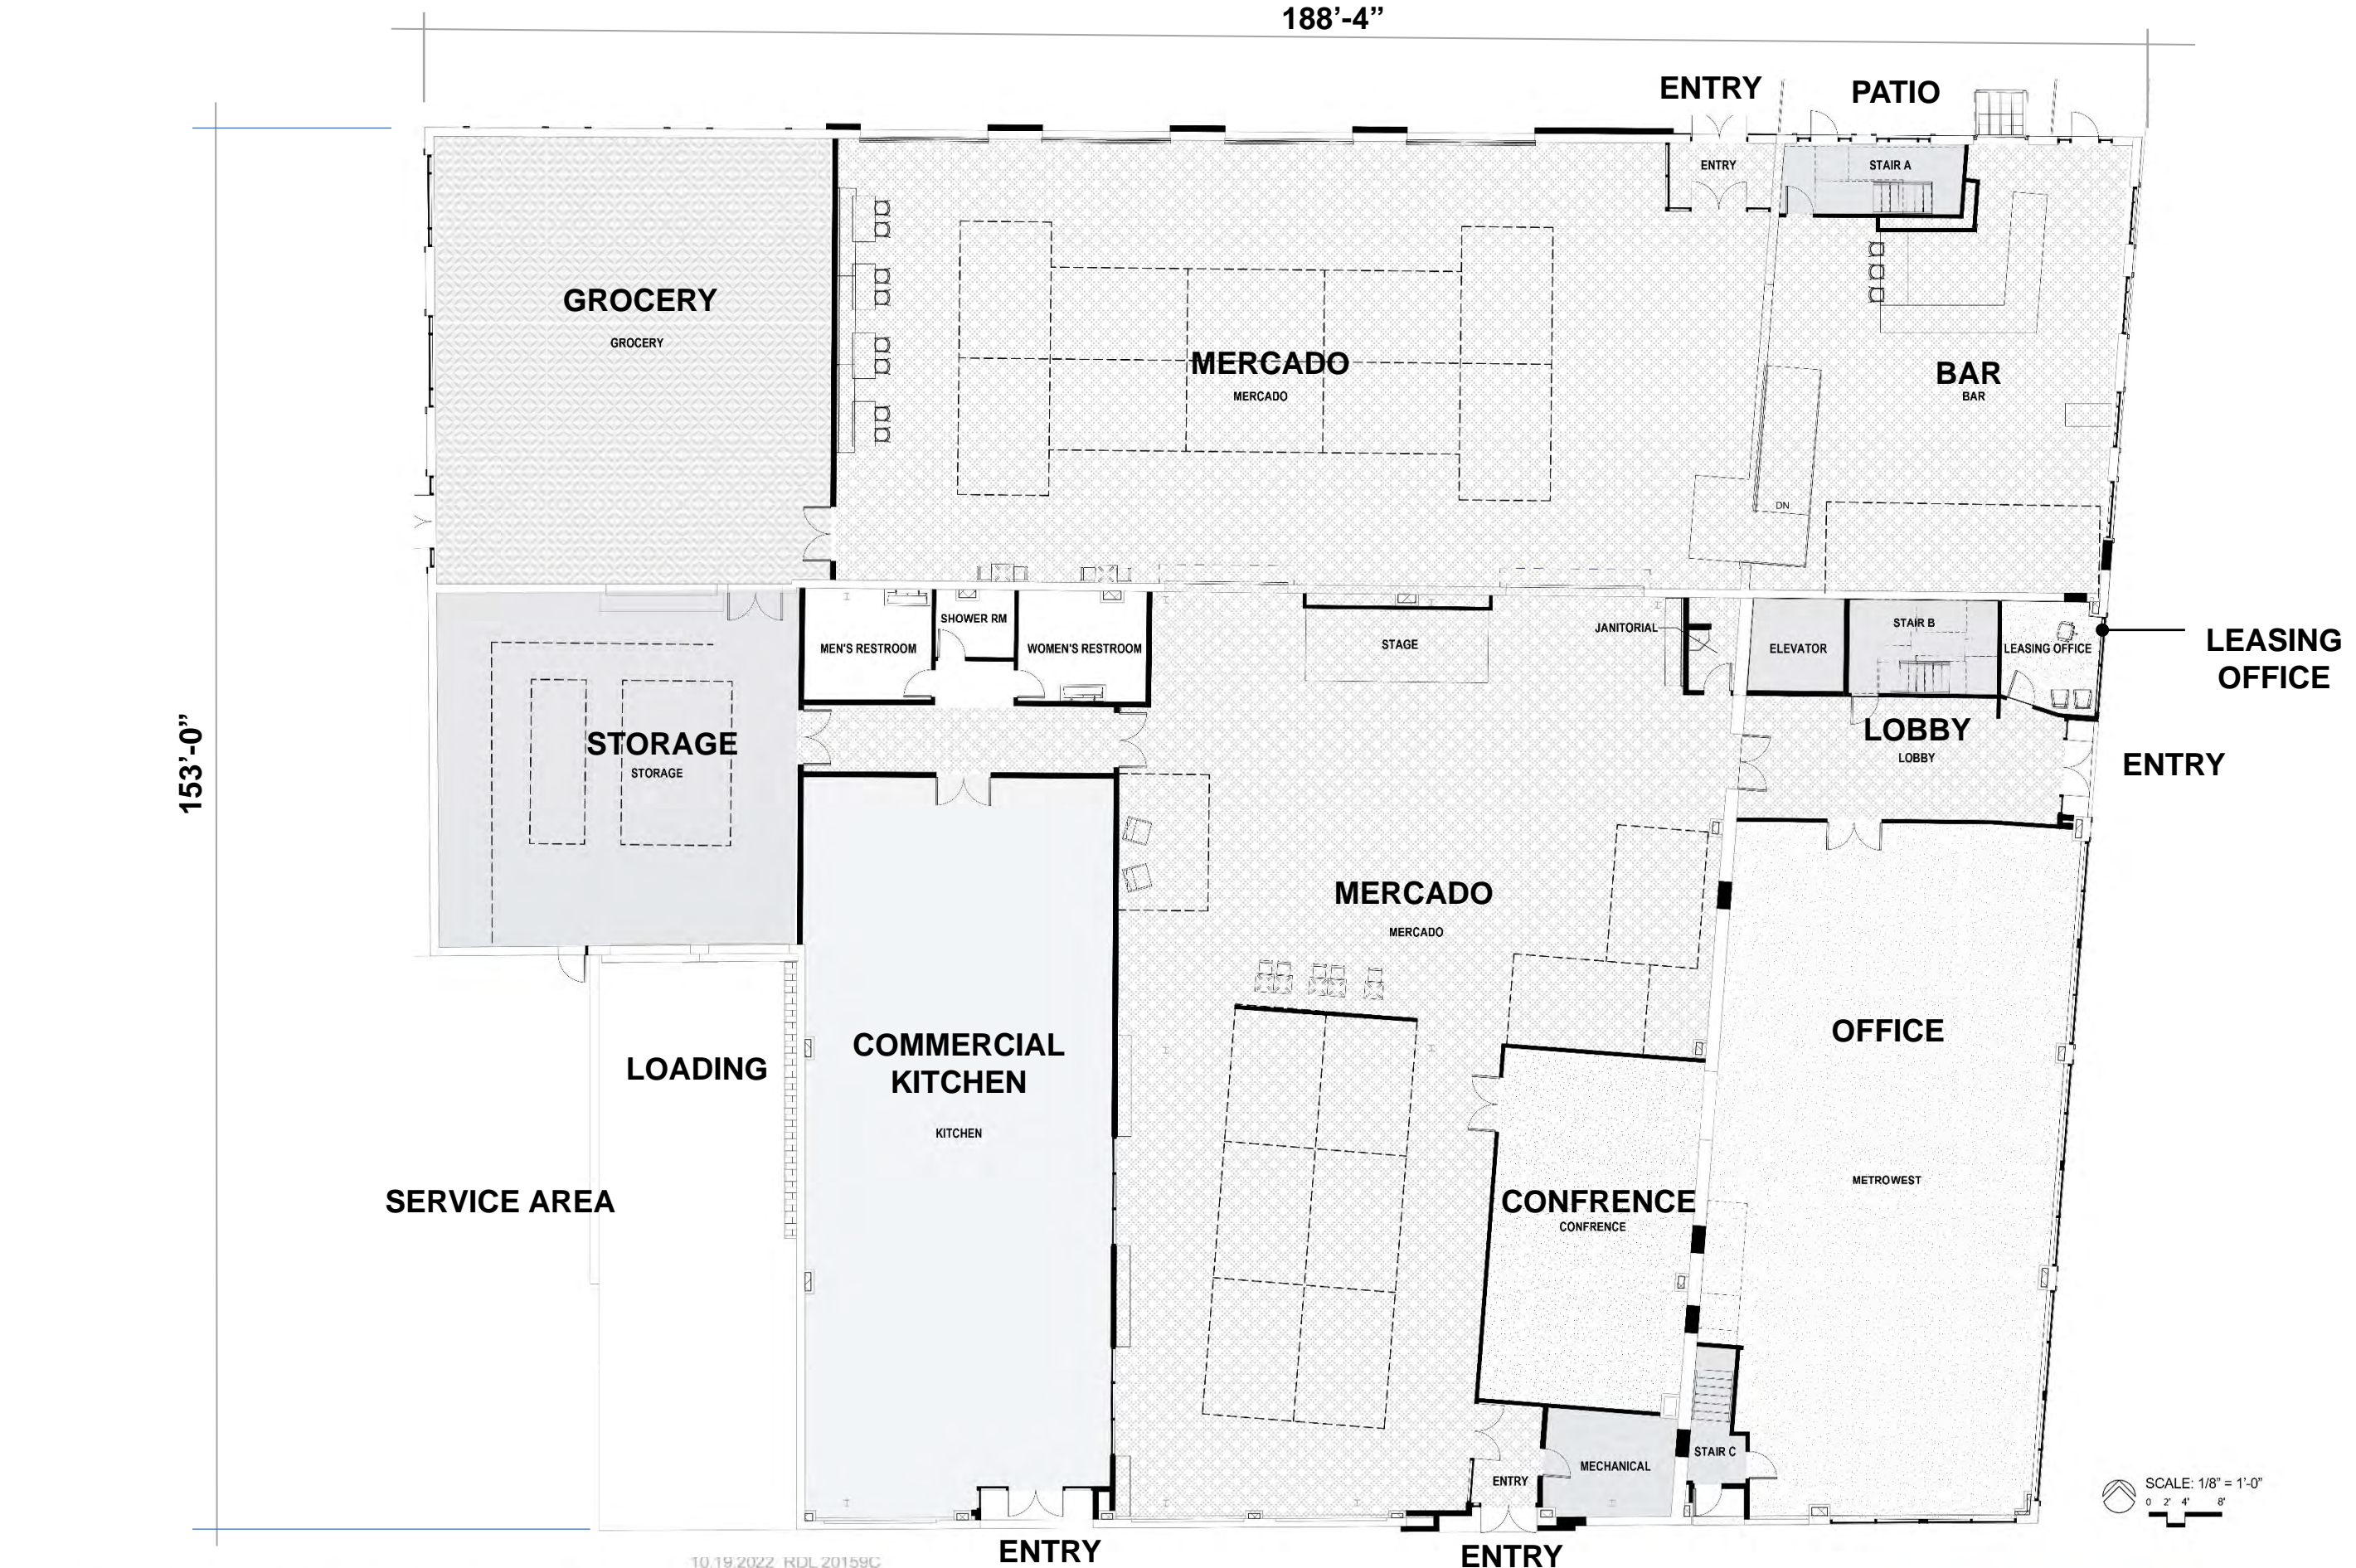 188’-4”
ENTRY
PATIO
ENTRY
STAIR A
GROCERY
GROCERY
MERCADO
MERCADO
BAR
BAR
DN
MEN'S RESTROOM
SHOWER RM
WOMEN'S RESTROOM
STAGE
JANITORIAL
ELEVATOR
STAIR B
LEASING OFFICE
LEASING
OFFICE
153’-0”
STORAGE
STORAGE
LOBBY
LOBBY
ENTRY
MERCADO
MERCADO
LOADING
COMMERCIAL
KITCHEN
KITCHEN
OFFICE
METROWEST
SERVICE AREA
CONFRENCE
CONFRENCE
STAIR C
MECHANICAL
ENTRY
SCALE: 1/8” = 1’-0”
0 2' 4' 8'
ENTRY
ENTRY
10.19.2022 RDL 20159C